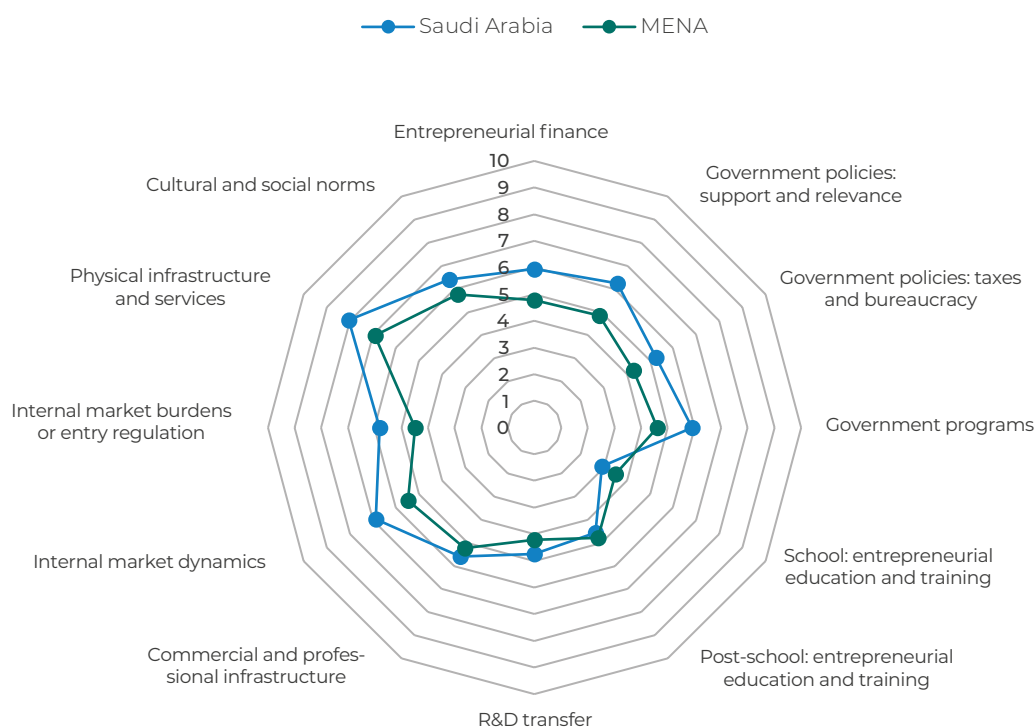 Saudi Arabia
MENA
Entrepreneurial finance
Government policies:
support and relevance
Government policies: taxes
and bureaucracy
Government programs
School: entrepreneurial
education and training
Post-school: entrepreneurial
education and training
R&D transfer
Commercial and profes-
sional infrastructure
Internal market dynamics
Internal market burdens
or entry regulation
Physical infrastructure
and services
Cultural and social norms
10
9
8
7
6
5
4
3
2
1
0